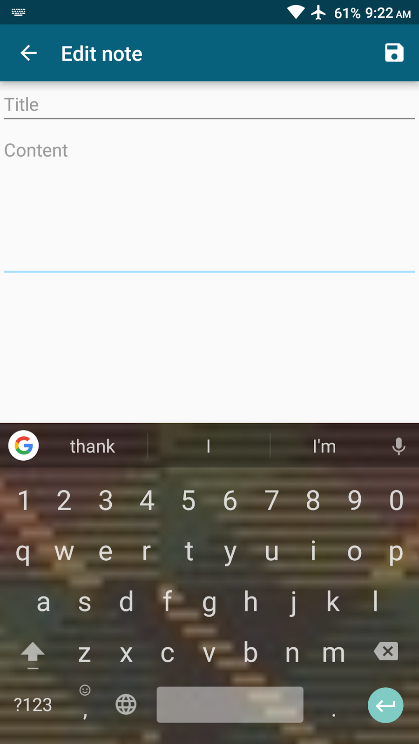 61% 9:22 AM
Edit note
Title
Content
G thank I I'm
1 2 3 4 5 6 7 8 9 0
q w e r t y u i o p
a s d f g h j k l
z x c v b n m
?123 , .